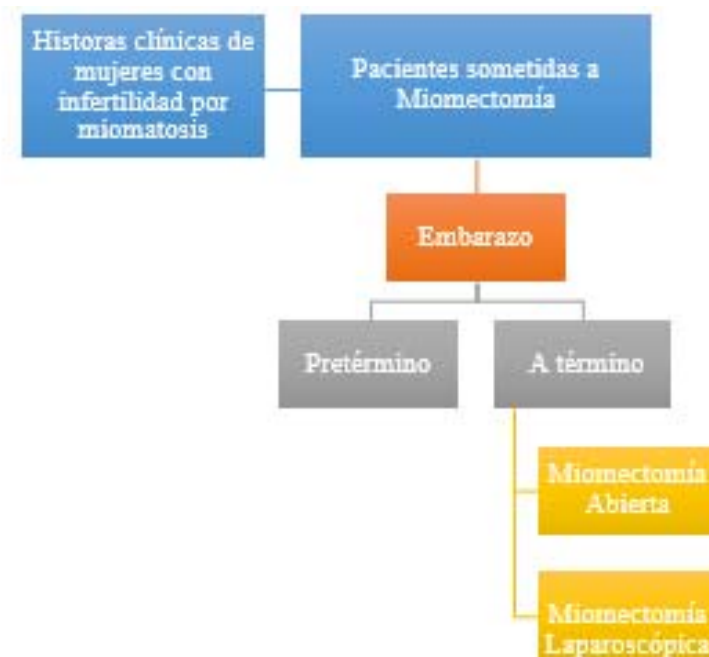 Historas clínicas de
mujeres con
infertilidad por
miomatosis
Pacientes sometidas a
Miomectomía
Embarazo
Pretérmino
A término
Miomectomía
Abierta
Miomectomía
Laparoscópica